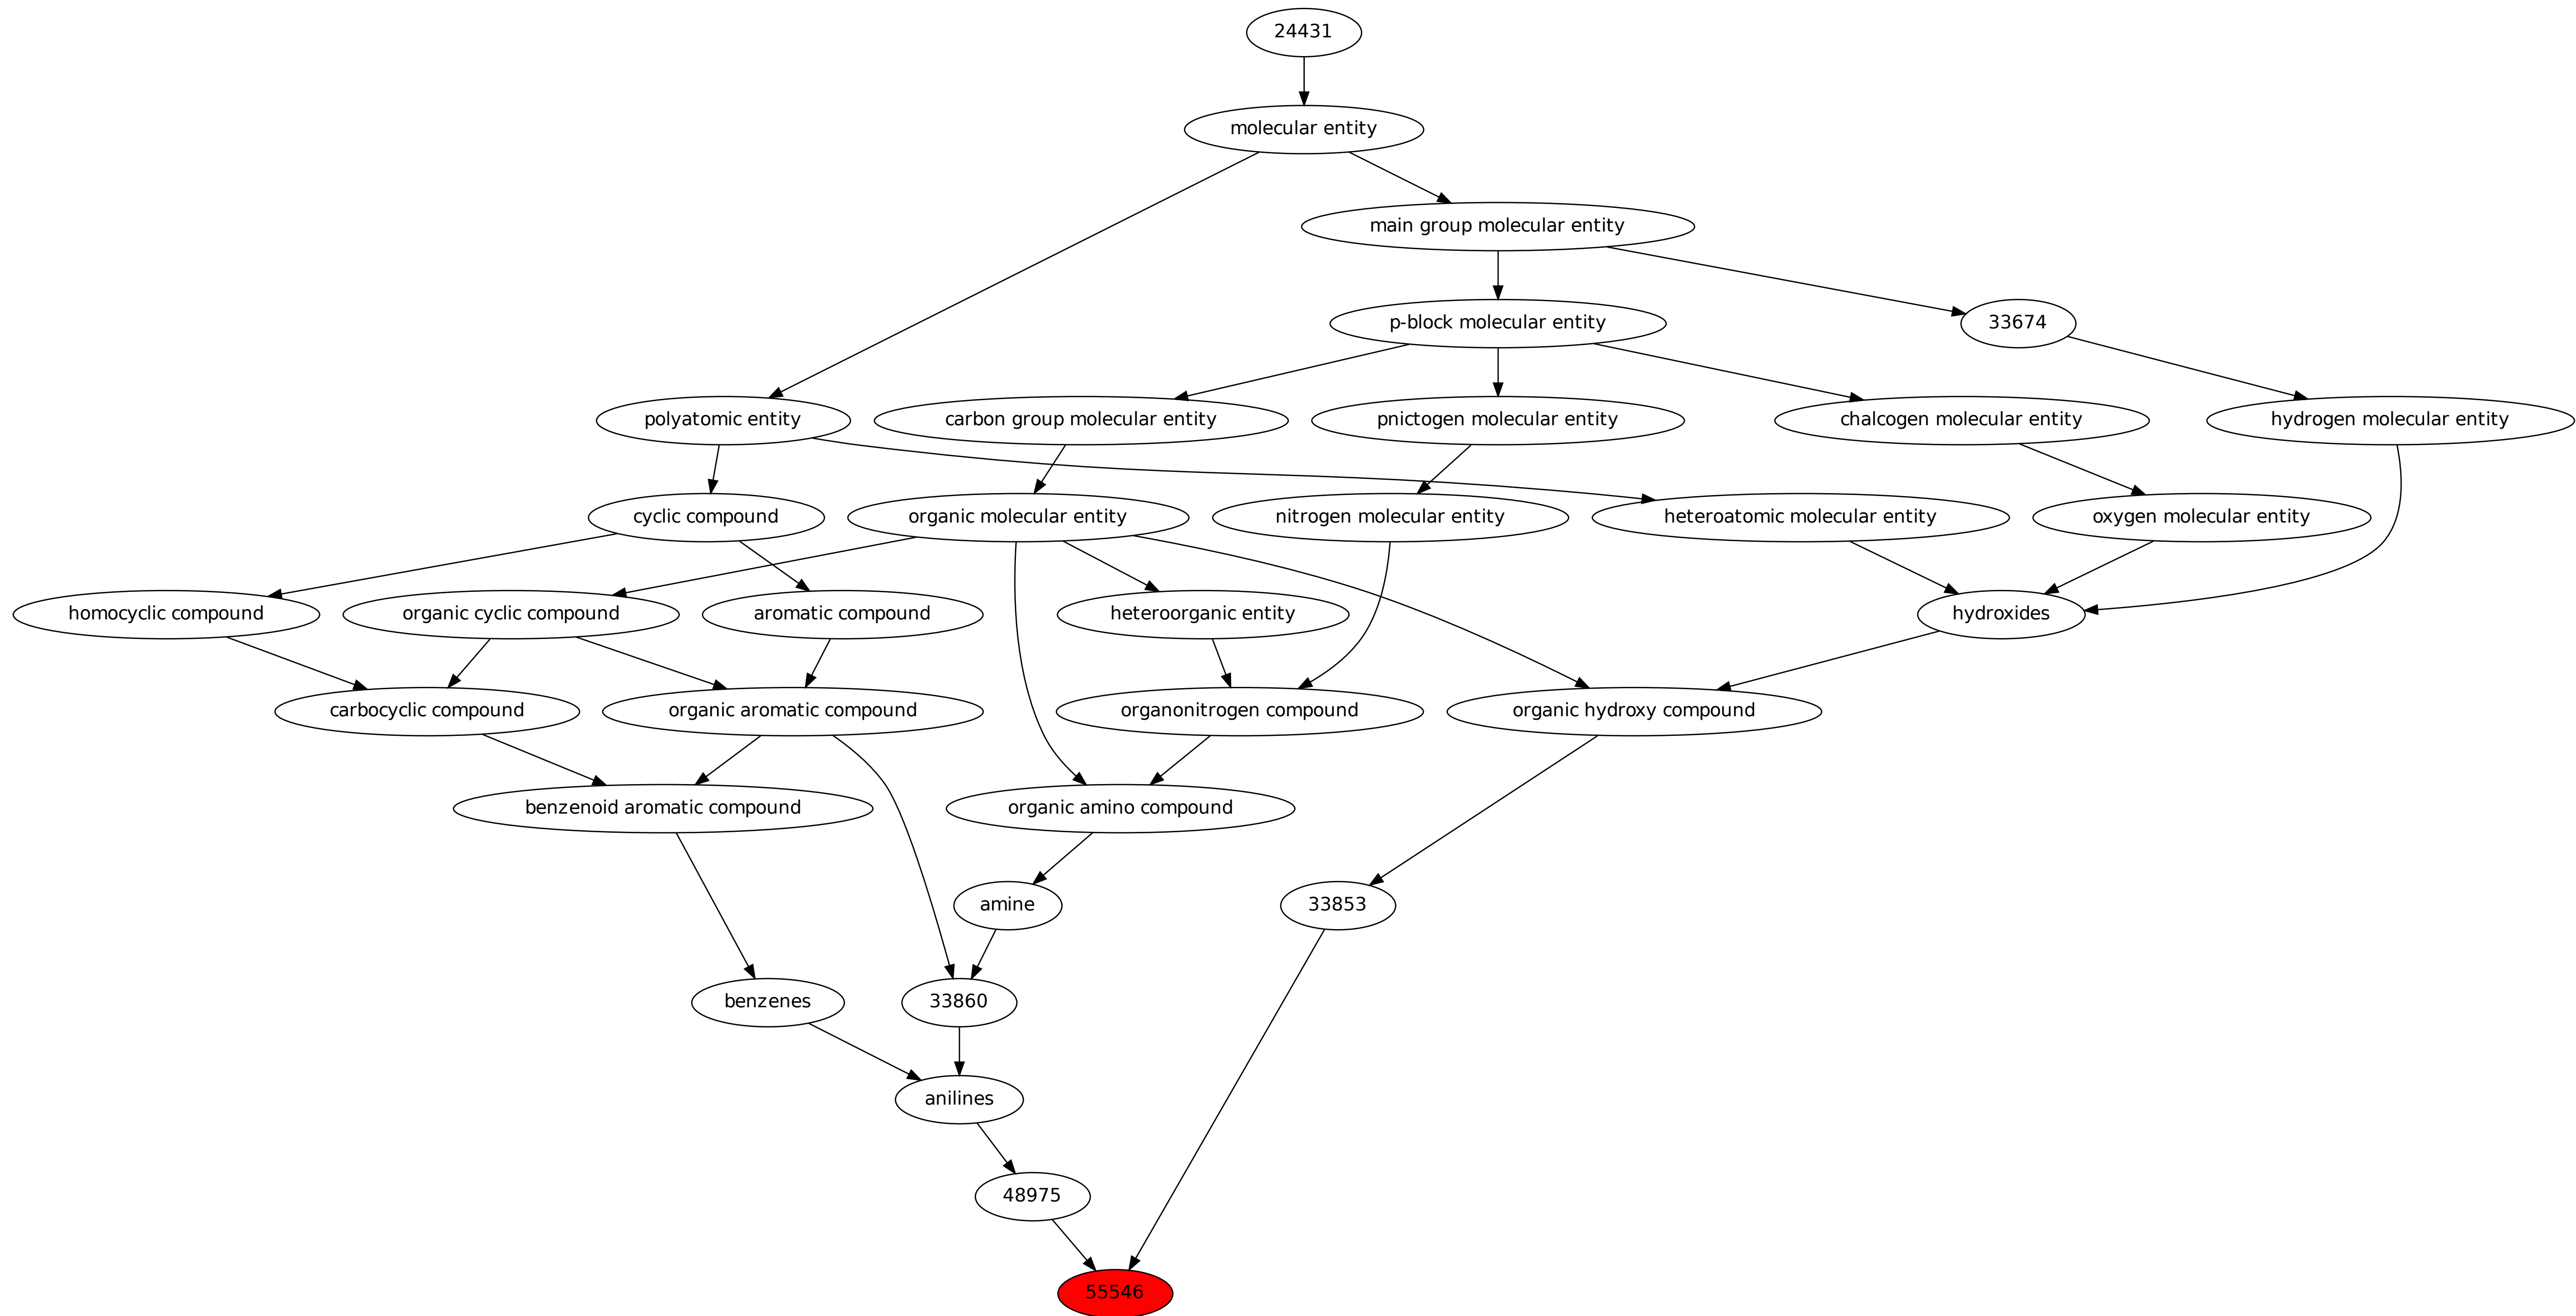 24431
molecular entity
main group molecular entity
p-block molecular entity
33674
polyatomic entity
carbon group molecular entity
pnictogen molecular entity
chalcogen molecular entity
hydrogen molecular entity
cyclic compound
organic molecular entity
nitrogen molecular entity
heteroatomic molecular entity
oxygen molecular entity
homocyclic compound
organic cyclic compound
aromatic compound
heteroorganic entity
hydroxides
carbocyclic compound
organic aromatic compound
organonitrogen compound
organic hydroxy compound
benzenoid aromatic compound
organic amino compound
amine
33853
benzenes
33860
anilines
48975
55546